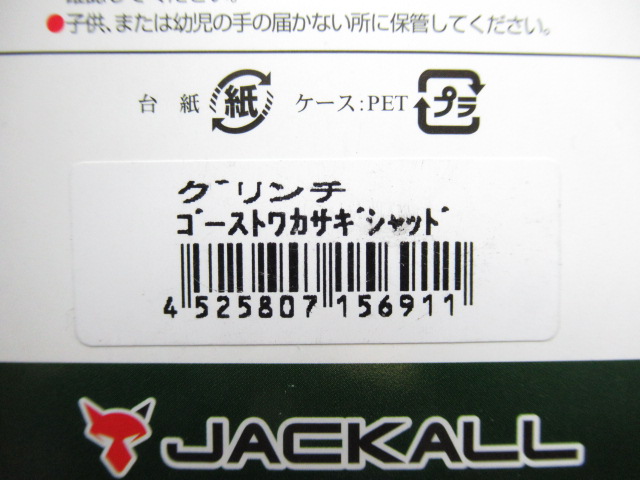 ●子供、または幼児の手の届かない所に保管してください。
台 紙 紙 ケース:PET プラ
グリンチ
ゴーストワカサギシャッド
4 525807 156911
JACKALL